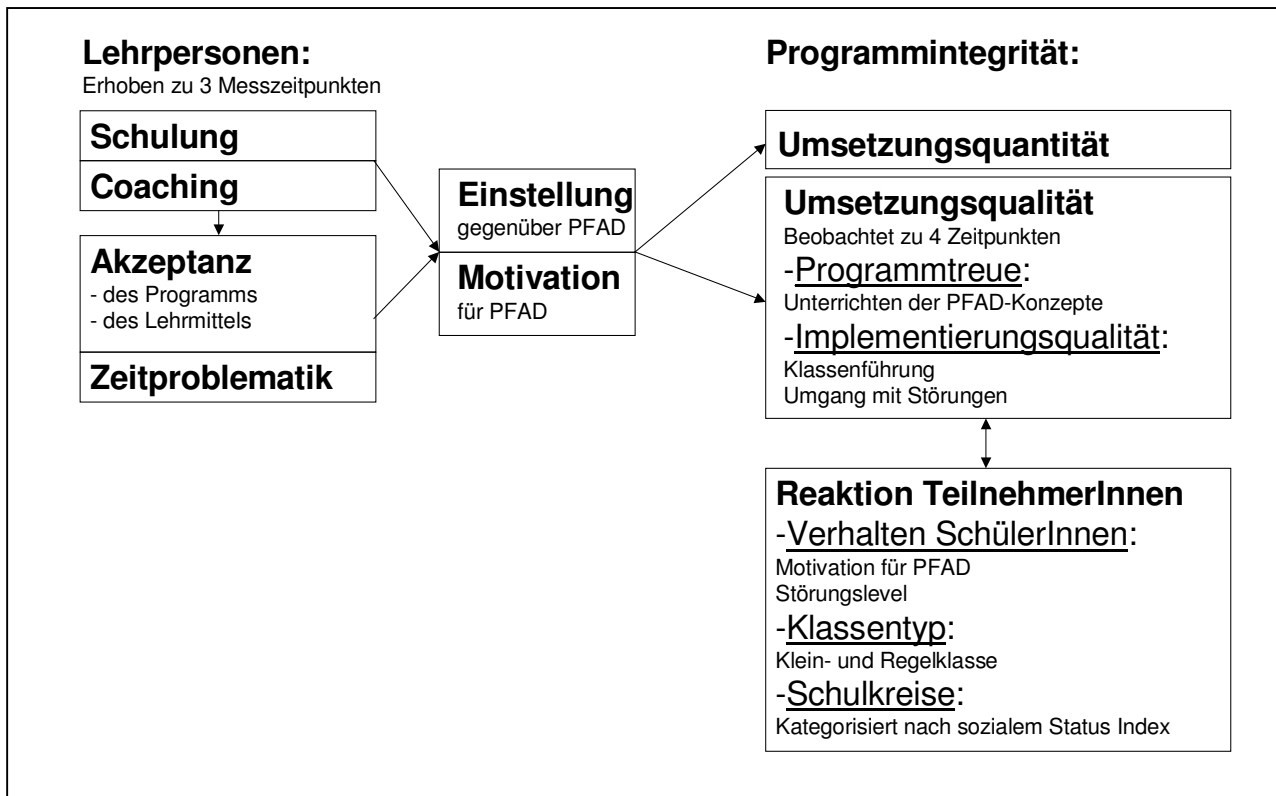 Lehrpersonen:
Erhoben zu 3 Messzeitpunkten
Schulung
Coaching
Akzeptanz
- des Programms
- des Lehrmittels
Zeitproblematik
Einstellung
gegenüber PFAD
Motivation
für PFAD
Programmintegrität:
Umsetzungsquantität
Umsetzungsqualität
Beobachtet zu 4 Zeitpunkten
-Programmtreue:
Unterrichten der PFAD-Konzepte
-Implementierungsqualität:
Klassenführung
Umgang mit Störungen
Reaktion TeilnehmerInnen
-Verhalten SchülerInnen:
Motivation für PFAD
Störungslevel
-Klassentyp:
Klein- und Regelklasse
-Schulkreise:
Kategorisiert nach sozialem Status Index